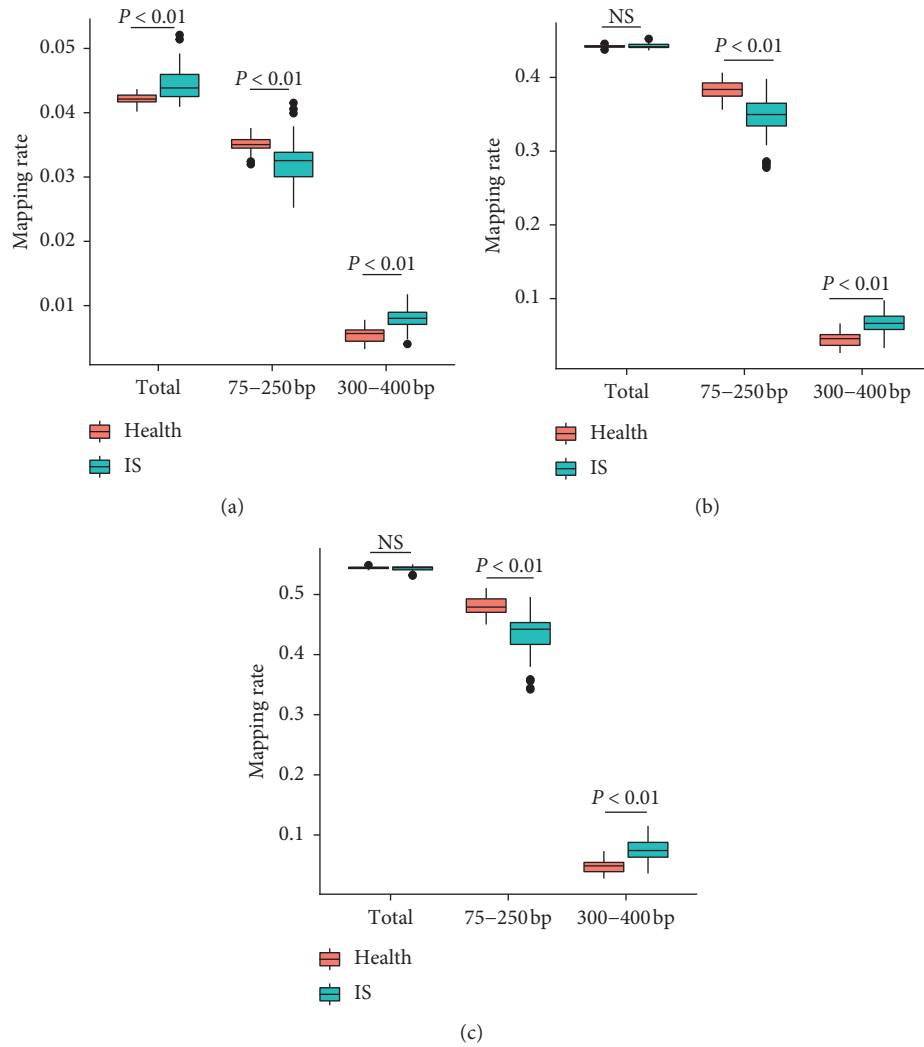 P < 0.01
P < 0.01
P < 0.01
0.05
0.04
0.03
0.02
0.01
Mapping rate
Total
75–250 bp
300–400 bp
Health
IS
(a)
NS
P < 0.01
P < 0.01
0.4
0.3
0.2
0.1
Mapping rate
Total
75–250 bp
300–400 bp
Health
IS
(b)
NS
P < 0.01
P < 0.01
0.5
0.4
0.3
0.2
0.1
Mapping rate
Total
75–250 bp
300–400 bp
Health
IS
(c)